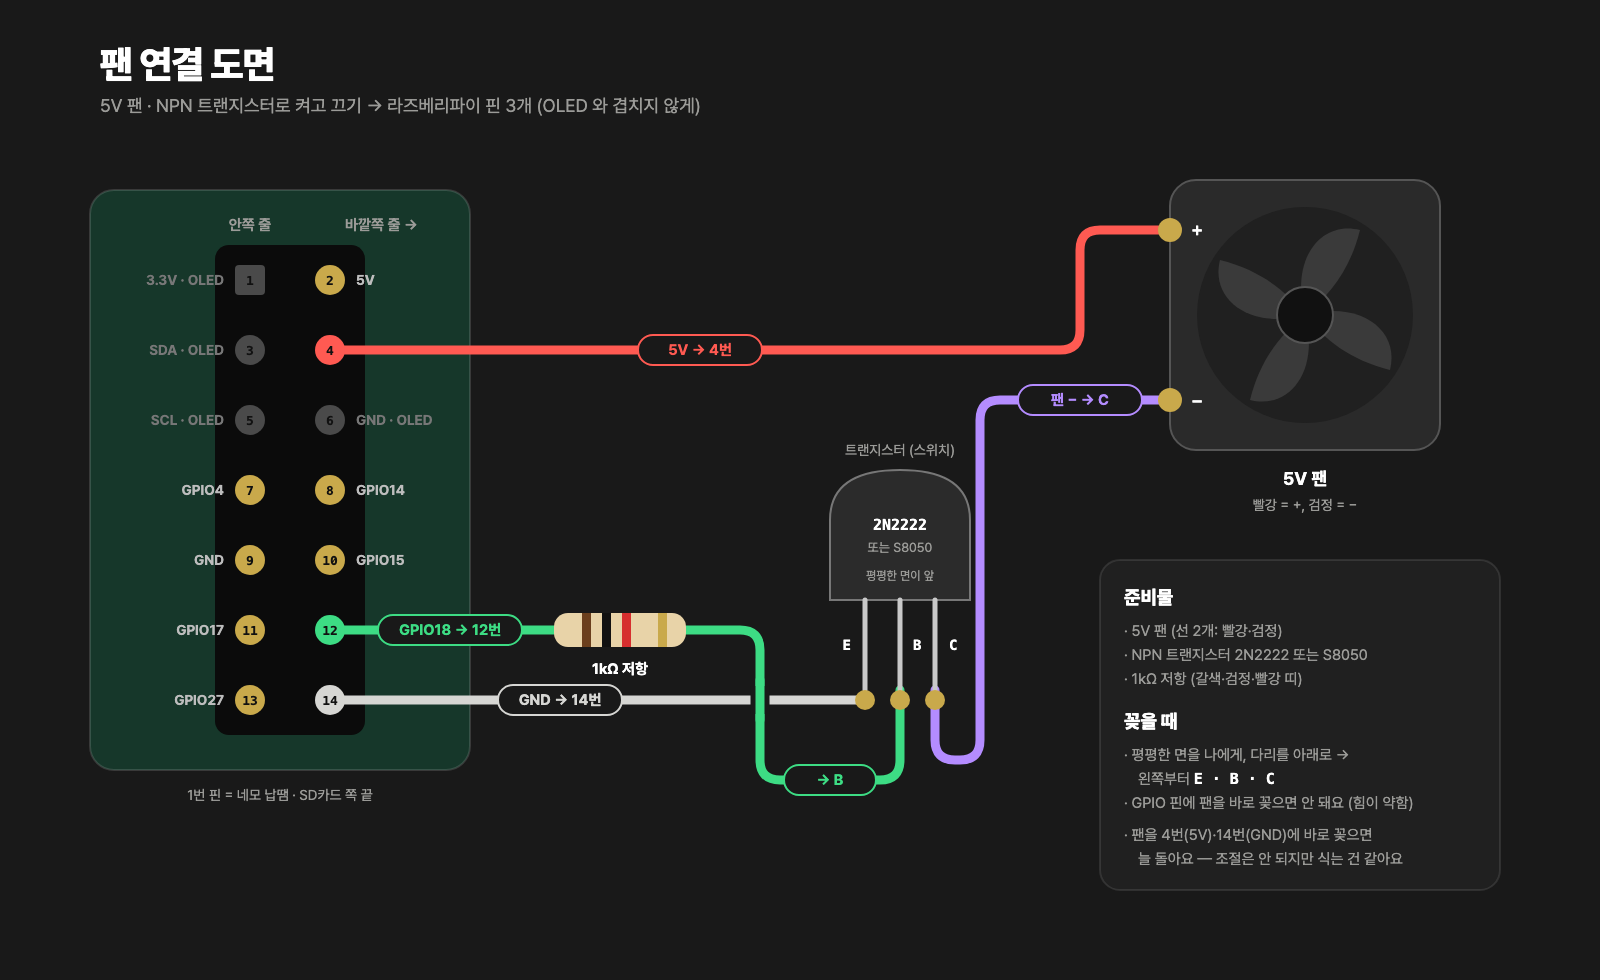 팬 연결 도면
5V 팬 · NPN 트랜지스터로 켜고 끄기 → 라즈베리파이 핀 3개 (OLED 와 겹치지 않게)
안쪽 줄 바깥쪽 줄 →
3.3V · OLED 1 2 5V
SDA · OLED 3 4
SCL · OLED 5 6 GND · OLED
GPIO4 7 8 GPIO14
GND 9 10 GPIO15
GPIO17 11 12
GPIO27 13 14
1번 핀 = 네모 납땜 · SD카드 쪽 끝
5V → 4번
GPIO18 → 12번
1kΩ 저항
GND → 14번
→ B
팬 − → C
트랜지스터 (스위치)
2N2222
또는 S8050
평평한 면이 앞
E B C
+
−
5V 팬
빨강 = +, 검정 = −
준비물
· 5V 팬 (선 2개: 빨강·검정)
· NPN 트랜지스터 2N2222 또는 S8050
· 1kΩ 저항 (갈색·검정·빨강 띠)
꽂을 때
· 평평한 면을 나에게, 다리를 아래로 →
왼쪽부터 E · B · C
· GPIO 핀에 팬을 바로 꽂으면 안 돼요 (힘이 약함)
· 팬을 4번(5V)·14번(GND)에 바로 꽂으면
늘 돌아요 — 조절은 안 되지만 식는 건 같아요